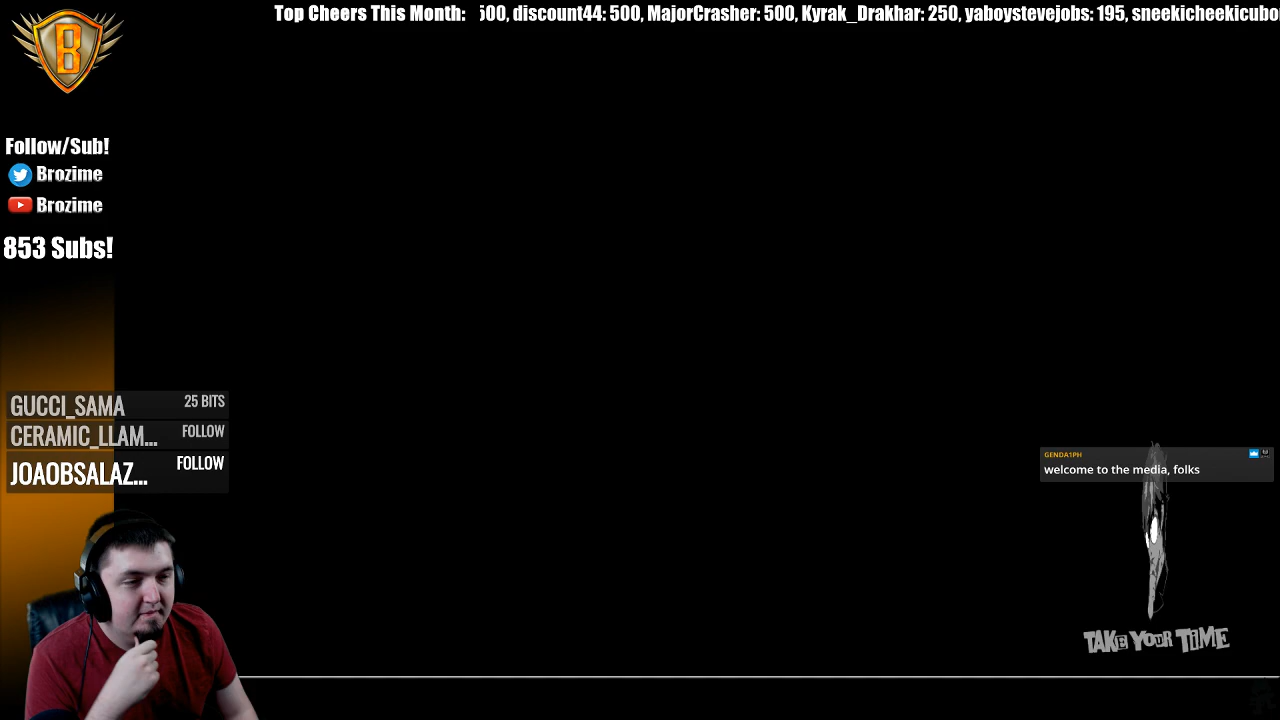 Top Cheers This Month: 500, discount44: 500, MajorCrasher: 500, Kyrak_Drakhar: 250, yaboystevejobs: 195, sneekicheekicubo
B
Follow/Sub!
Brozime
Brozime
853 Subs!
GUCCI_SAMA 25 BITS
CERAMIC_LLAM... FOLLOW
JOAOBSALAZ... FOLLOW
GENDA1PH
welcome to the media, folks
TAKE YOUR TIME